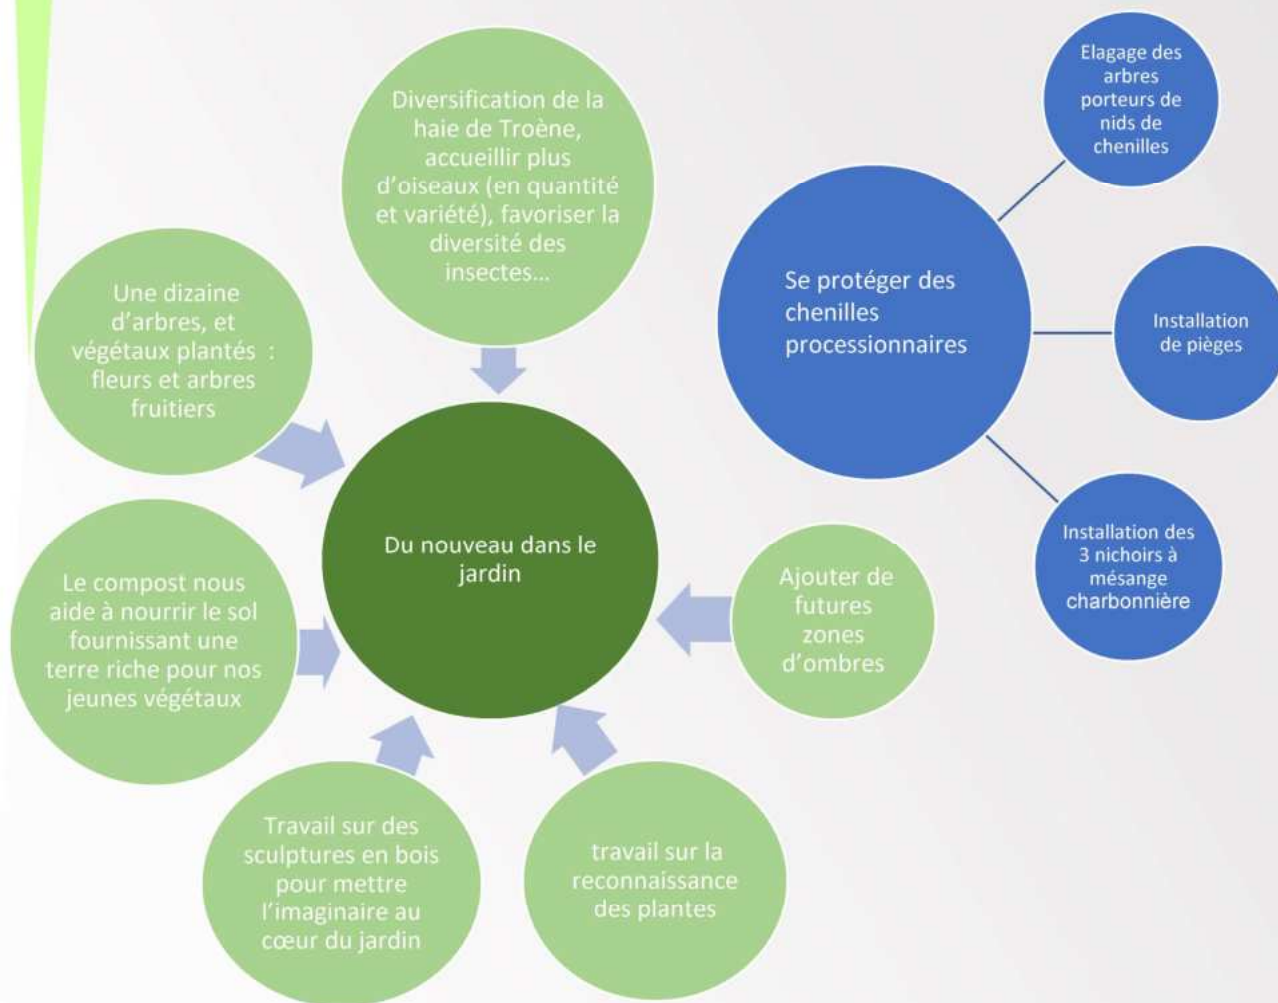 Diversification de la
haie de Troène,
accueillir plus
d'oiseaux (en quantité
et variété), favoriser la
diversité des
insectes...
Une dizaine
d'arbres, et
végétaux plantés :
fleurs et arbres
fruitiers
Le compost nous
aide à nourrir le sol
fournissant une
terre riche pour nos
jeunes végétaux
Travail sur des
sculptures en bois
pour mettre
l'imaginaire au
cœur du jardin
travail sur la
reconnaissance
des plantes
Ajouter de
futures
zones
d'ombres
Du nouveau dans le
jardin
Se protéger des
chenilles
processionnaires
Elagage des
arbres
porteurs de
nids de
chenilles
Installation
de pièges
Installation des
3 nichoirs à
mésange
charbonnière